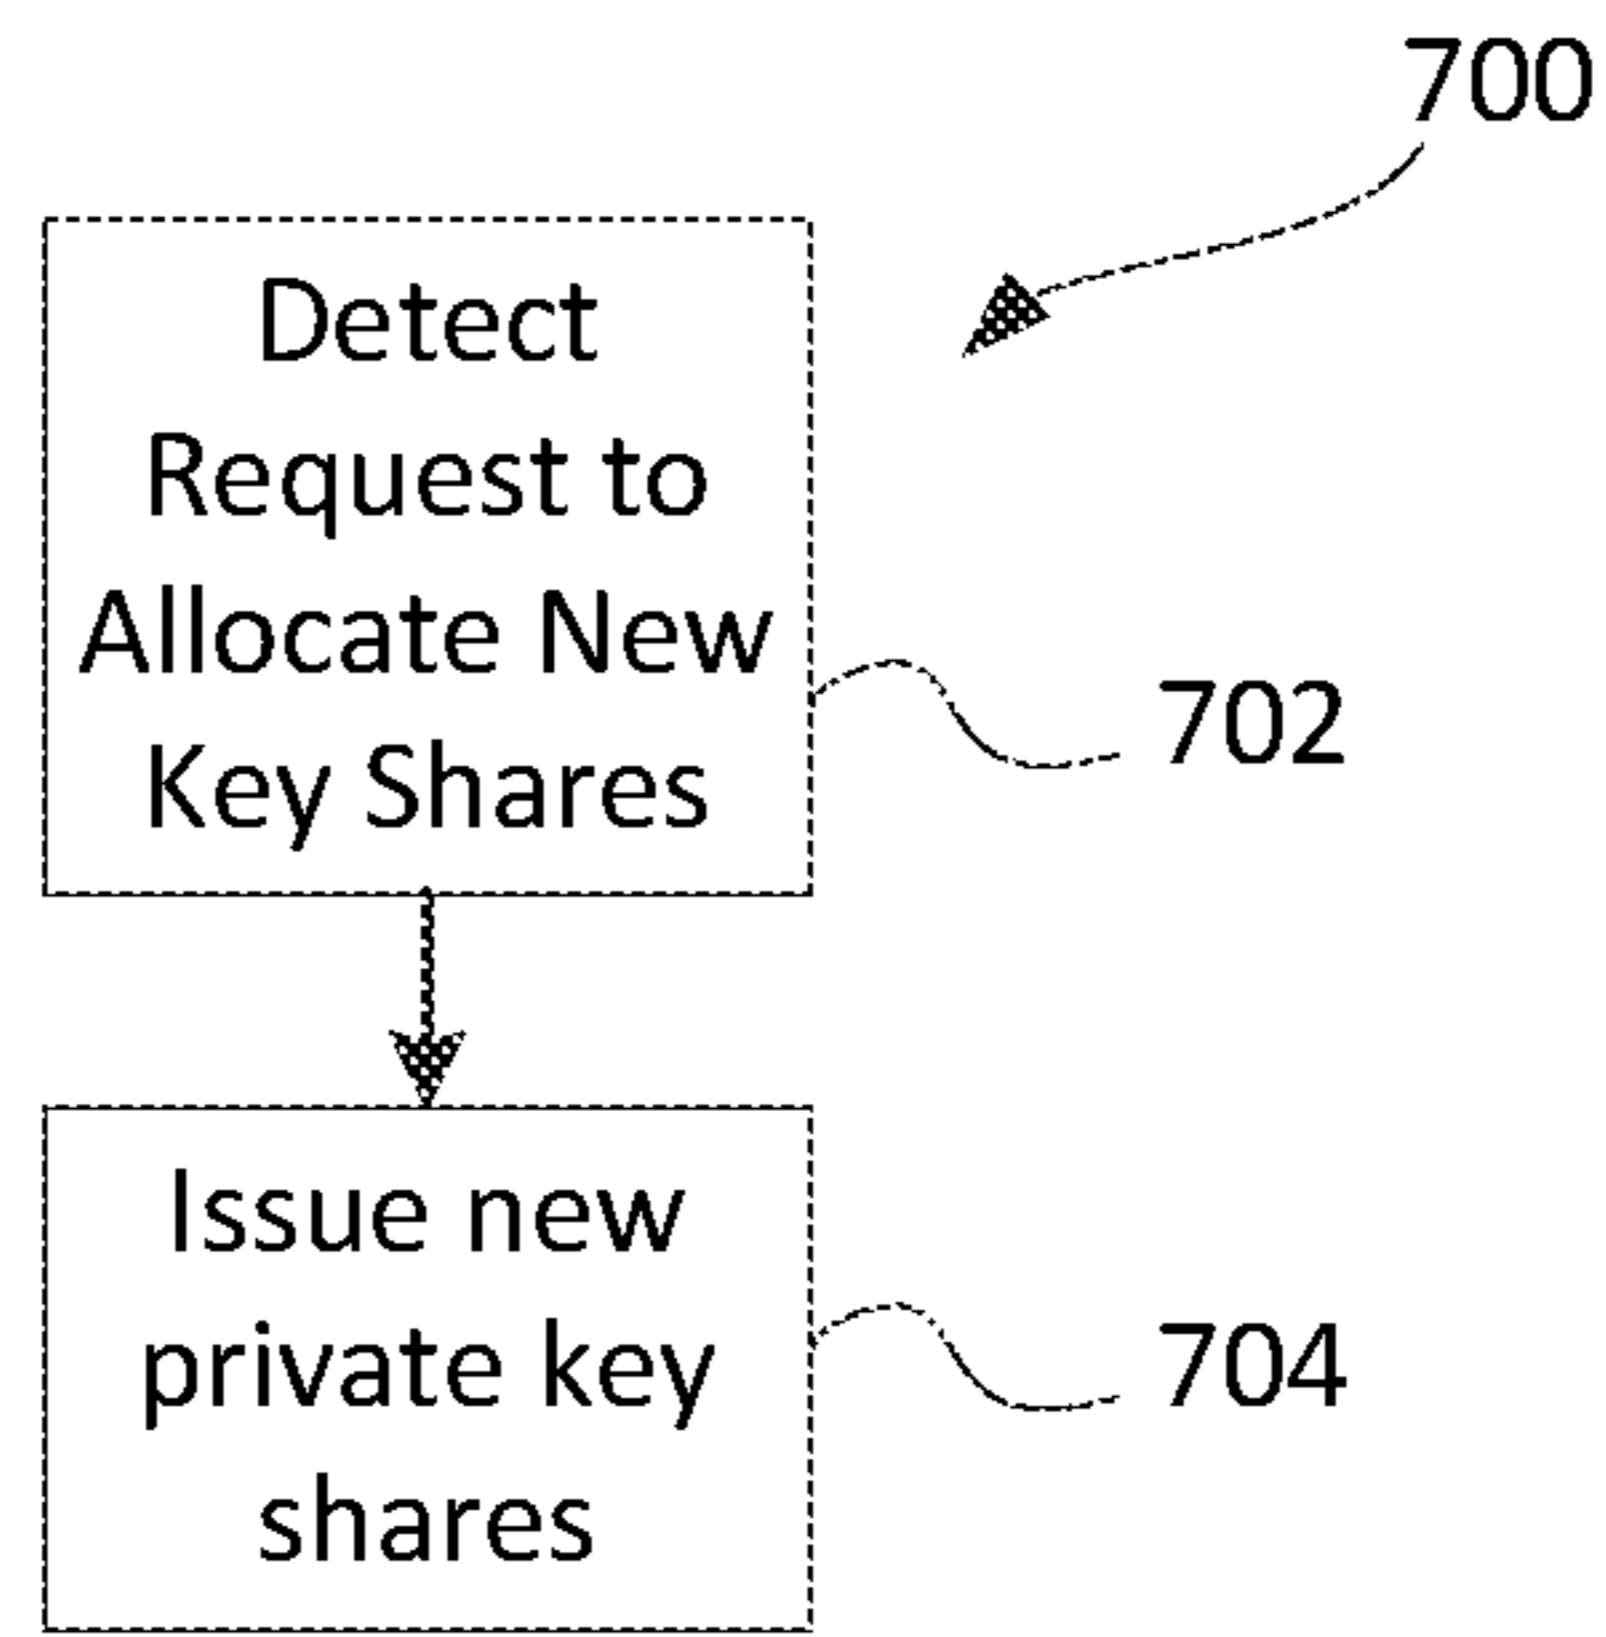 700
Detect
Request to
Allocate New
Key Shares
702
Issue new
private key
shares
704